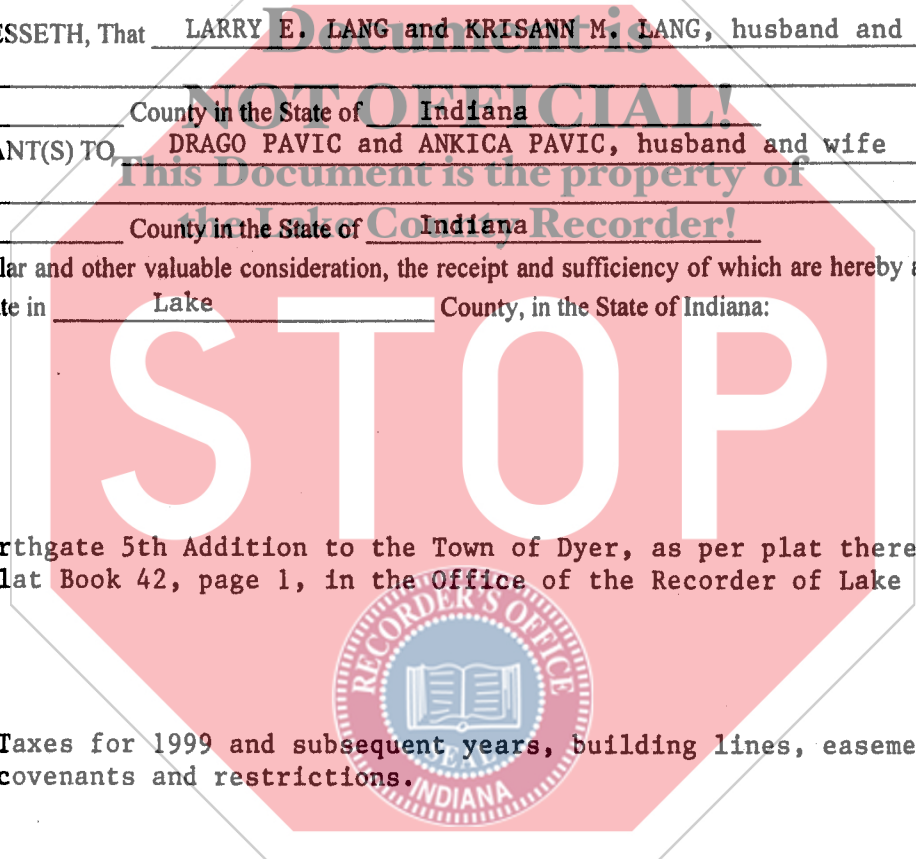 ESSETH, That LARRY E. LANG and KRISANN M. LANG, husband and
Document is
NOT OFFICIAL!
County in the State of Indiana
ANT(S) TO DRAGO PAVIC and ANKICA PAVIC, husband and wife
This Document is the property of
the Lake County Recorder!
County in the State of Indiana
lar and other valuable consideration, the receipt and sufficiency of which are hereby a
te in Lake County, in the State of Indiana:
STOP
rthgate 5th Addition to the Town of Dyer, as per plat there
lat Book 42, page 1, in the Office of the Recorder of Lake
RECORDER'S OFFICE
Taxes for 1999 and subsequent years, building lines, easeme
SEAL
covenants and restrictions.
INDIANA